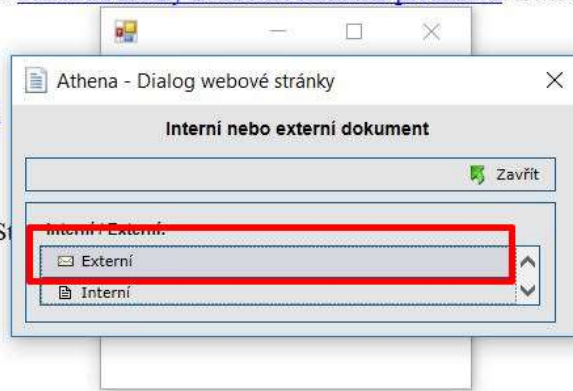 Athena - Dialog webové stránky
Interní nebo externí dokument
Zavřít
Interní / Externí:
Externí
Interní